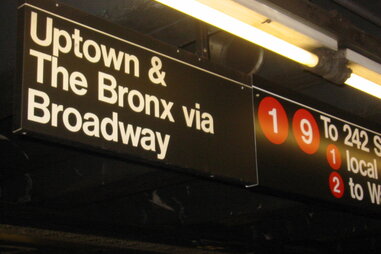 Uptown &
The Bronx via
Broadway
1 9 To 242 S
1 local
2 to W